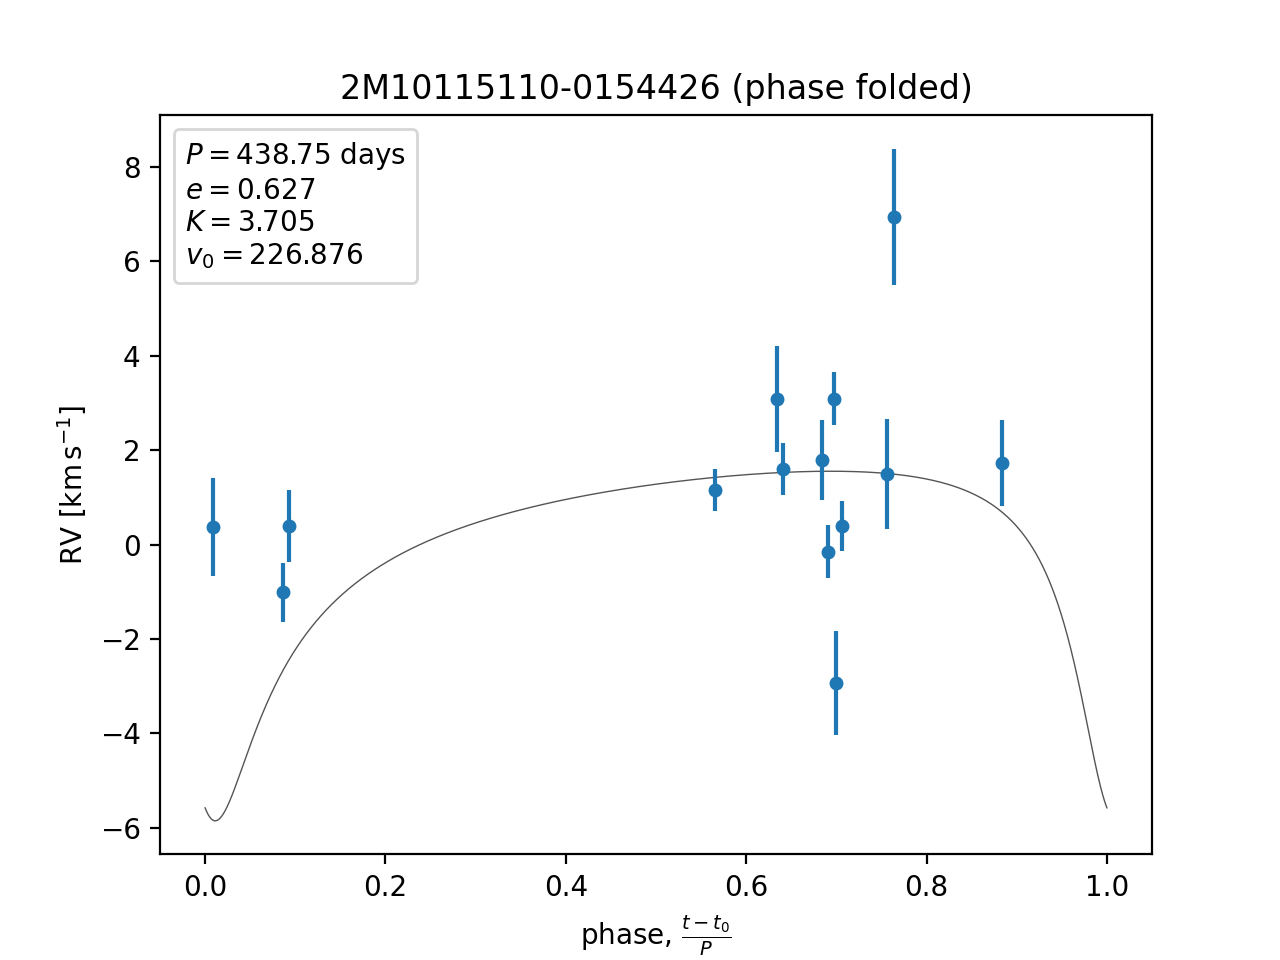 2M10115110-0154426 (phase folded)
P = 438.75 days
e = 0.627
K = 3.705
v₀ = 226.876
8
6
4
2
0
−2
−4
−6
RV [km s⁻¹]
0.0 0.2 0.4 0.6 0.8 1.0
phase, (t − t₀)/P